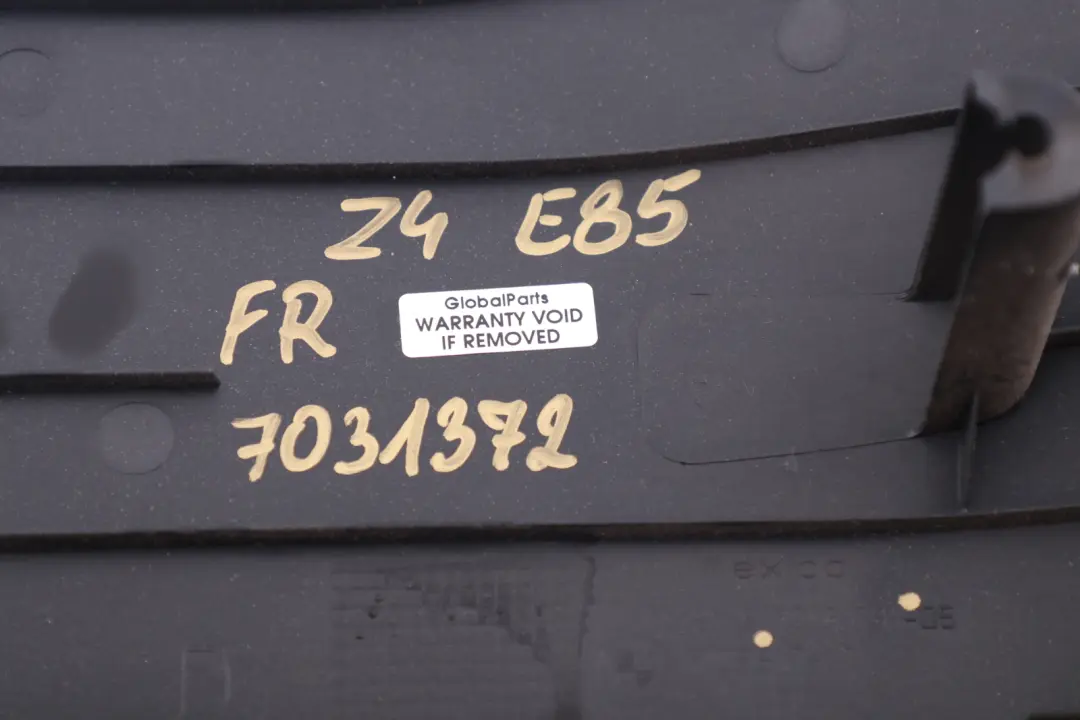 Z4 E85
FR
GlobalParts
WARRANTY VOID
IF REMOVED
7031372